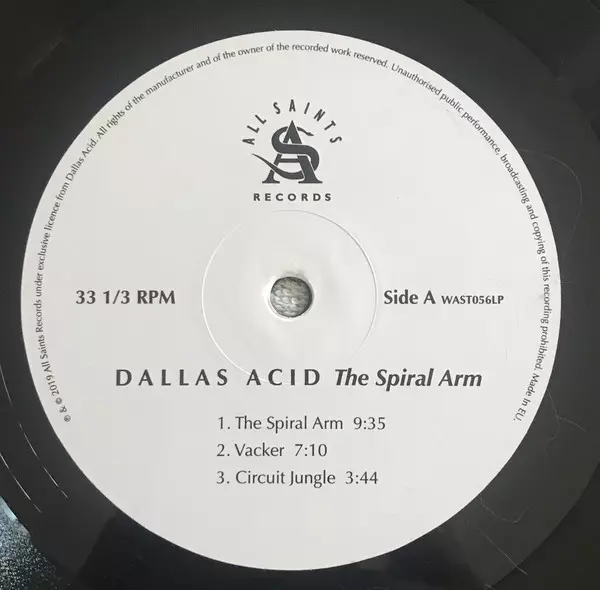 ℗ & © 2019 All Saints Records under exclusive licence from Dallas Acid. All rights of the manufacturer and of the owner of the recorded work reserved. Unauthorised public performance, broadcasting and copying of this recording prohibited. Made in EU.
ALL SAINTS
AS
RECORDS
33 1/3 RPM
Side A WAST056LP
DALLAS ACID The Spiral Arm
1. The Spiral Arm 9:35
2. Vacker 7:10
3. Circuit Jungle 3:44